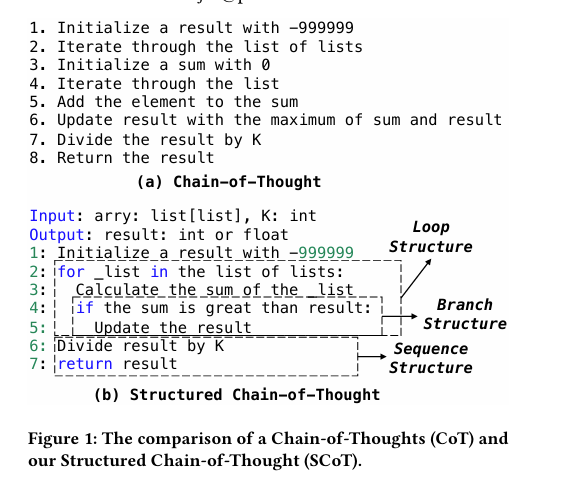 1. Initialize a result with -999999
2. Iterate through the list of lists
3. Initialize a sum with 0
4. Iterate through the list
5. Add the element to the sum
6. Update result with the maximum of sum and result
7. Divide the result by K
8. Return the result
(a) Chain-of-Thought
Input: arry: list[list], K: int
Output: result: int or float
1: Initialize a result with -999999
2: for _list in the list of lists:
3: Calculate the sum of the _list
4: if the sum is great than result:
5: Update the result
6: Divide result by K
7: return result
Loop
Structure
Branch
Structure
Sequence
Structure
(b) Structured Chain-of-Thought
Figure 1: The comparison of a Chain-of-Thoughts (CoT) and
our Structured Chain-of-Thought (SCoT).